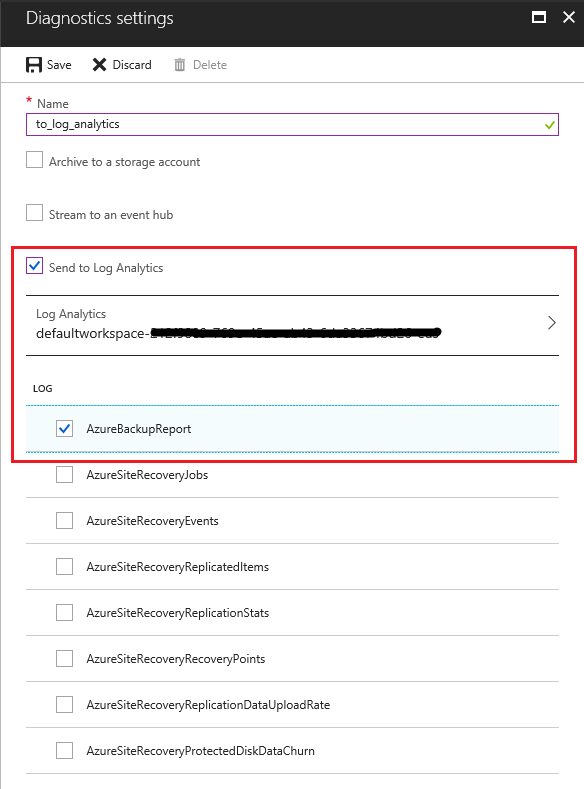 Diagnostics settings
Save Discard Delete
* Name
to_log_analytics
Archive to a storage account
Stream to an event hub
Send to Log Analytics
Log Analytics
defaultworkspace-
LOG
AzureBackupReport
AzureSiteRecoveryJobs
AzureSiteRecoveryEvents
AzureSiteRecoveryReplicatedItems
AzureSiteRecoveryReplicationStats
AzureSiteRecoveryRecoveryPoints
AzureSiteRecoveryReplicationDataUploadRate
AzureSiteRecoveryProtectedDiskDataChurn